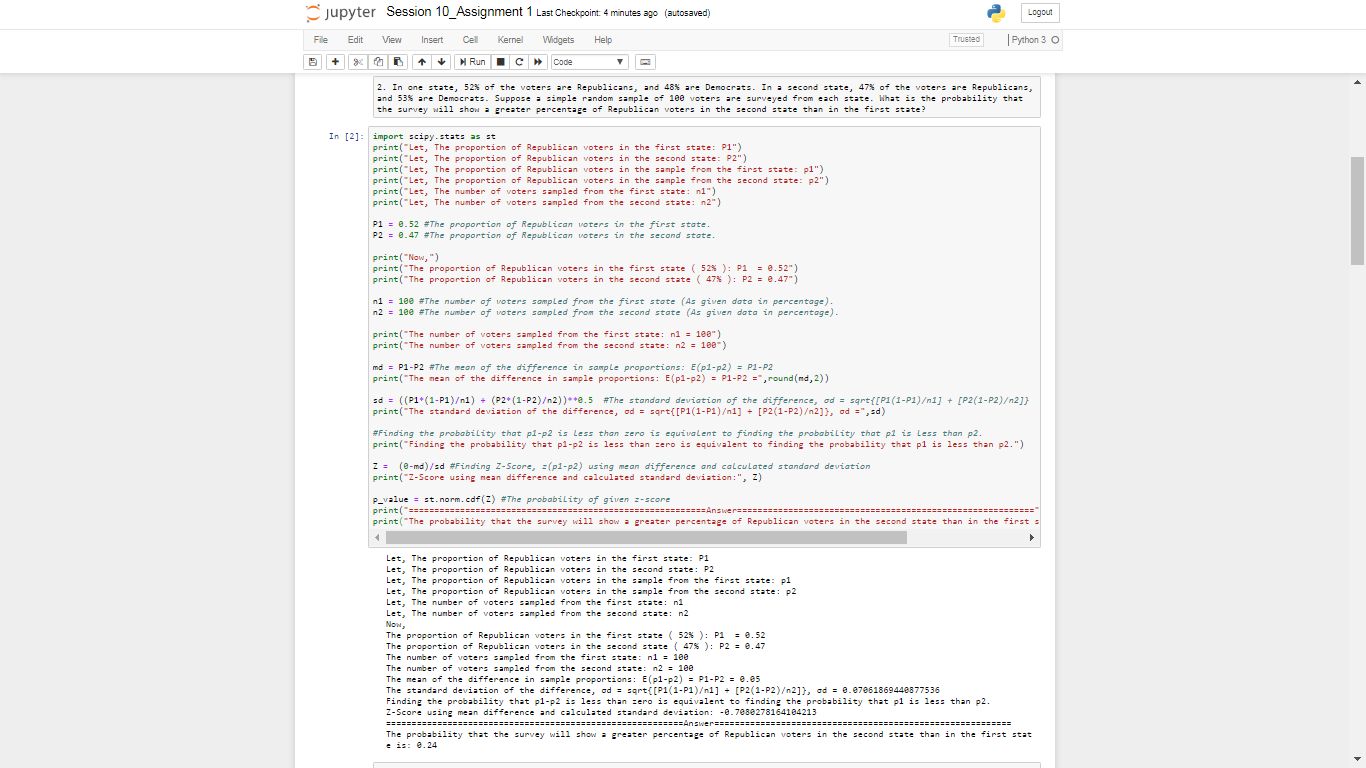 jupyter Session 10_Assignment 1 Last Checkpoint: 4 minutes ago (autosaved)
Logout
File Edit View Insert Cell Kernel Widgets Help
Trusted Python 3
Run Code
2. In one state, 52% of the voters are Republicans, and 48% are Democrats. In a second state, 47% of the voters are Republicans,
and 53% are Democrats. Suppose a simple random sample of 100 voters are surveyed from each state. What is the probability that
the survey will show a greater percentage of Republican voters in the second state than in the first state?
In [2]:
import scipy.stats as st
print("Let, The proportion of Republican voters in the first state: P1")
print("Let, The proportion of Republican voters in the second state: P2")
print("Let, The proportion of Republican voters in the sample from the first state: p1")
print("Let, The proportion of Republican voters in the sample from the second state: p2")
print("Let, The number of voters sampled from the first state: n1")
print("Let, The number of voters sampled from the second state: n2")
P1 = 0.52 #The proportion of Republican voters in the first state.
P2 = 0.47 #The proportion of Republican voters in the second state.
print("Now,")
print("The proportion of Republican voters in the first state ( 52% ): P1  = 0.52")
print("The proportion of Republican voters in the second state ( 47% ): P2 = 0.47")
n1 = 100 #The number of voters sampled from the first state (As given data in percentage).
n2 = 100 #The number of voters sampled from the second state (As given data in percentage).
print("The number of voters sampled from the first state: n1 = 100")
print("The number of voters sampled from the second state: n2 = 100")
md = P1-P2 #The mean of the difference in sample proportions: E(p1-p2) = P1-P2
print("The mean of the difference in sample proportions: E(p1-p2) = P1-P2 =",round(md,2))
sd = ((P1*(1-P1)/n1) + (P2*(1-P2)/n2))**0.5  #The standard deviation of the difference, σd = sqrt{[P1(1-P1)/n1] + [P2(1-P2)/n2]}
print("The standard deviation of the difference, σd = sqrt{[P1(1-P1)/n1] + [P2(1-P2)/n2]}, σd =",sd)
#Finding the probability that p1-p2 is less than zero is equivalent to finding the probability that p1 is less than p2.
print("Finding the probability that p1-p2 is less than zero is equivalent to finding the probability that p1 is less than p2.")
Z =  (0-md)/sd #Finding Z-Score, z(p1-p2) using mean difference and calculated standard deviation
print("Z-Score using mean difference and calculated standard deviation:", Z)
p_value = st.norm.cdf(Z) #The probability of given z-score
print("==========================================================Answer=========================================================="
print("The probability that the survey will show a greater percentage of Republican voters in the second state than in the first s
Let, The proportion of Republican voters in the first state: P1
Let, The proportion of Republican voters in the second state: P2
Let, The proportion of Republican voters in the sample from the first state: p1
Let, The proportion of Republican voters in the sample from the second state: p2
Let, The number of voters sampled from the first state: n1
Let, The number of voters sampled from the second state: n2
Now,
The proportion of Republican voters in the first state ( 52% ): P1  = 0.52
The proportion of Republican voters in the second state ( 47% ): P2 = 0.47
The number of voters sampled from the first state: n1 = 100
The number of voters sampled from the second state: n2 = 100
The mean of the difference in sample proportions: E(p1-p2) = P1-P2 = 0.05
The standard deviation of the difference, σd = sqrt{[P1(1-P1)/n1] + [P2(1-P2)/n2]}, σd = 0.07061869440877536
Finding the probability that p1-p2 is less than zero is equivalent to finding the probability that p1 is less than p2.
Z-Score using mean difference and calculated standard deviation: -0.7080278164104213
==========================================================Answer==========================================================
The probability that the survey will show a greater percentage of Republican voters in the second state than in the first stat
e is: 0.24